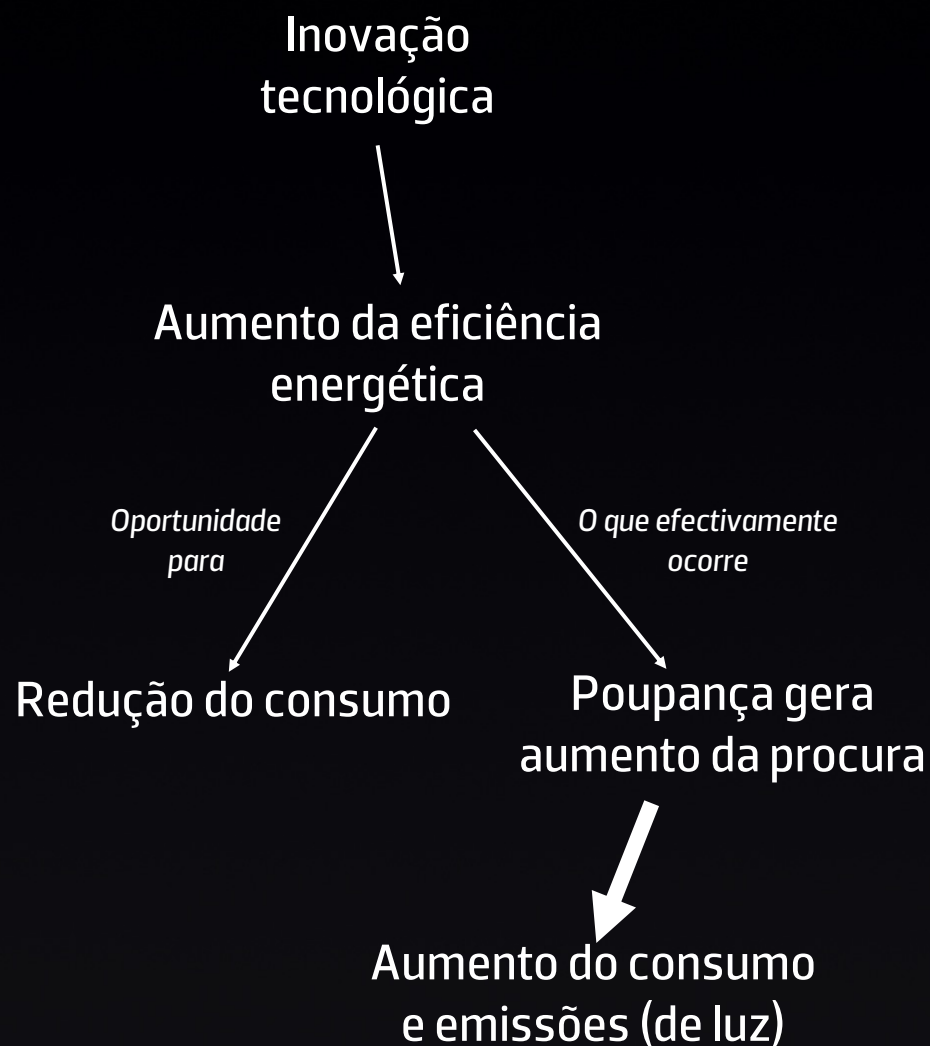 Inovação
tecnológica
Aumento da eficiência
energética
Oportunidade
para
O que efectivamente
ocorre
Redução do consumo
Poupança gera
aumento da procura
Aumento do consumo
e emissões (de luz)